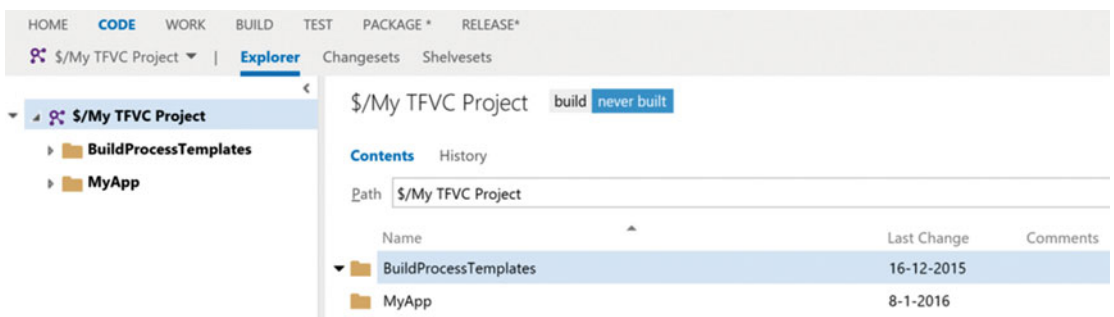 HOME CODE WORK BUILD TEST PACKAGE * RELEASE*
$/My TFVC Project | Explorer Changesets Shelvesets
$/My TFVC Project
BuildProcessTemplates
MyApp
$/My TFVC Project build never built
Contents History
Path $/My TFVC Project
Name Last Change Comments
BuildProcessTemplates 16-12-2015
MyApp 8-1-2016